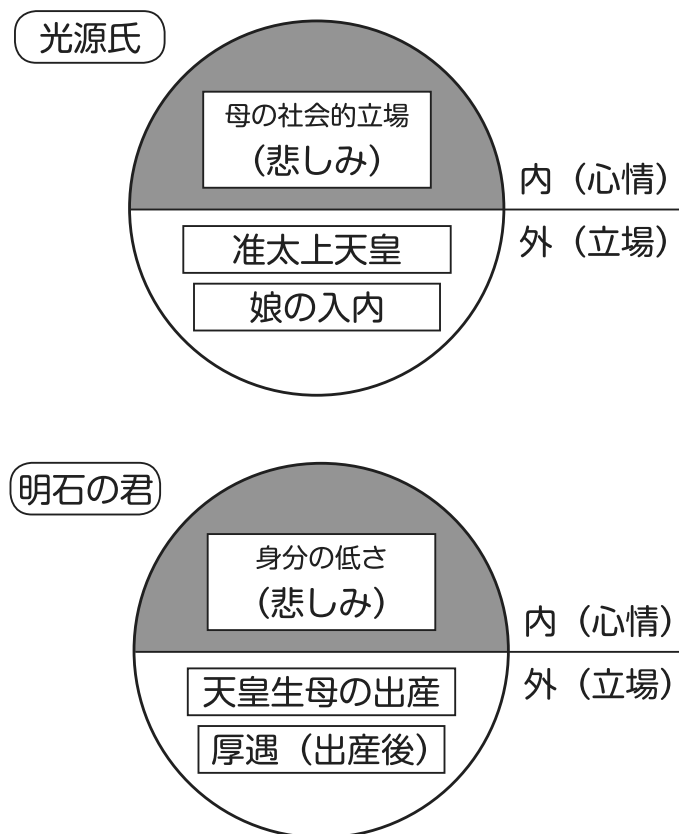 光源氏
母の社会的立場
（悲しみ）
内（心情）
外（立場）
准太上天皇
娘の入内
明石の君
身分の低さ
（悲しみ）
内（心情）
外（立場）
天皇生母の出産
厚遇（出産後）